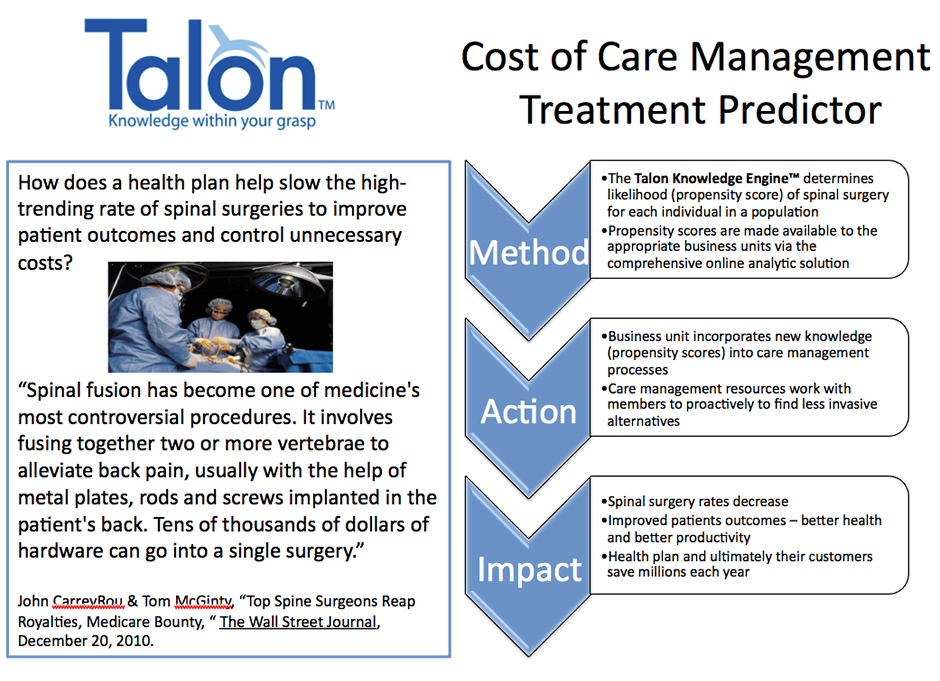 Talon™
Knowledge within your grasp
Cost of Care Management
Treatment Predictor
How does a health plan help slow the high-
trending rate of spinal surgeries to improve
patient outcomes and control unnecessary
costs?
“Spinal fusion has become one of medicine's
most controversial procedures. It involves
fusing together two or more vertebrae to
alleviate back pain, usually with the help of
metal plates, rods and screws implanted in the
patient's back. Tens of thousands of dollars of
hardware can go into a single surgery.”
John CarreyRou & Tom McGinty, “Top Spine Surgeons Reap
Royalties, Medicare Bounty, “ The Wall Street Journal,
December 20, 2010.
Method
•The Talon Knowledge Engine™ determines
likelihood (propensity score) of spinal surgery
for each individual in a population
•Propensity scores are made available to the
appropriate business units via the
comprehensive online analytic solution
Action
•Business unit incorporates new knowledge
(propensity scores) into care management
processes
•Care management resources work with
members to proactively to find less invasive
alternatives
Impact
•Spinal surgery rates decrease
•Improved patients outcomes – better health
and better productivity
•Health plan and ultimately their customers
save millions each year